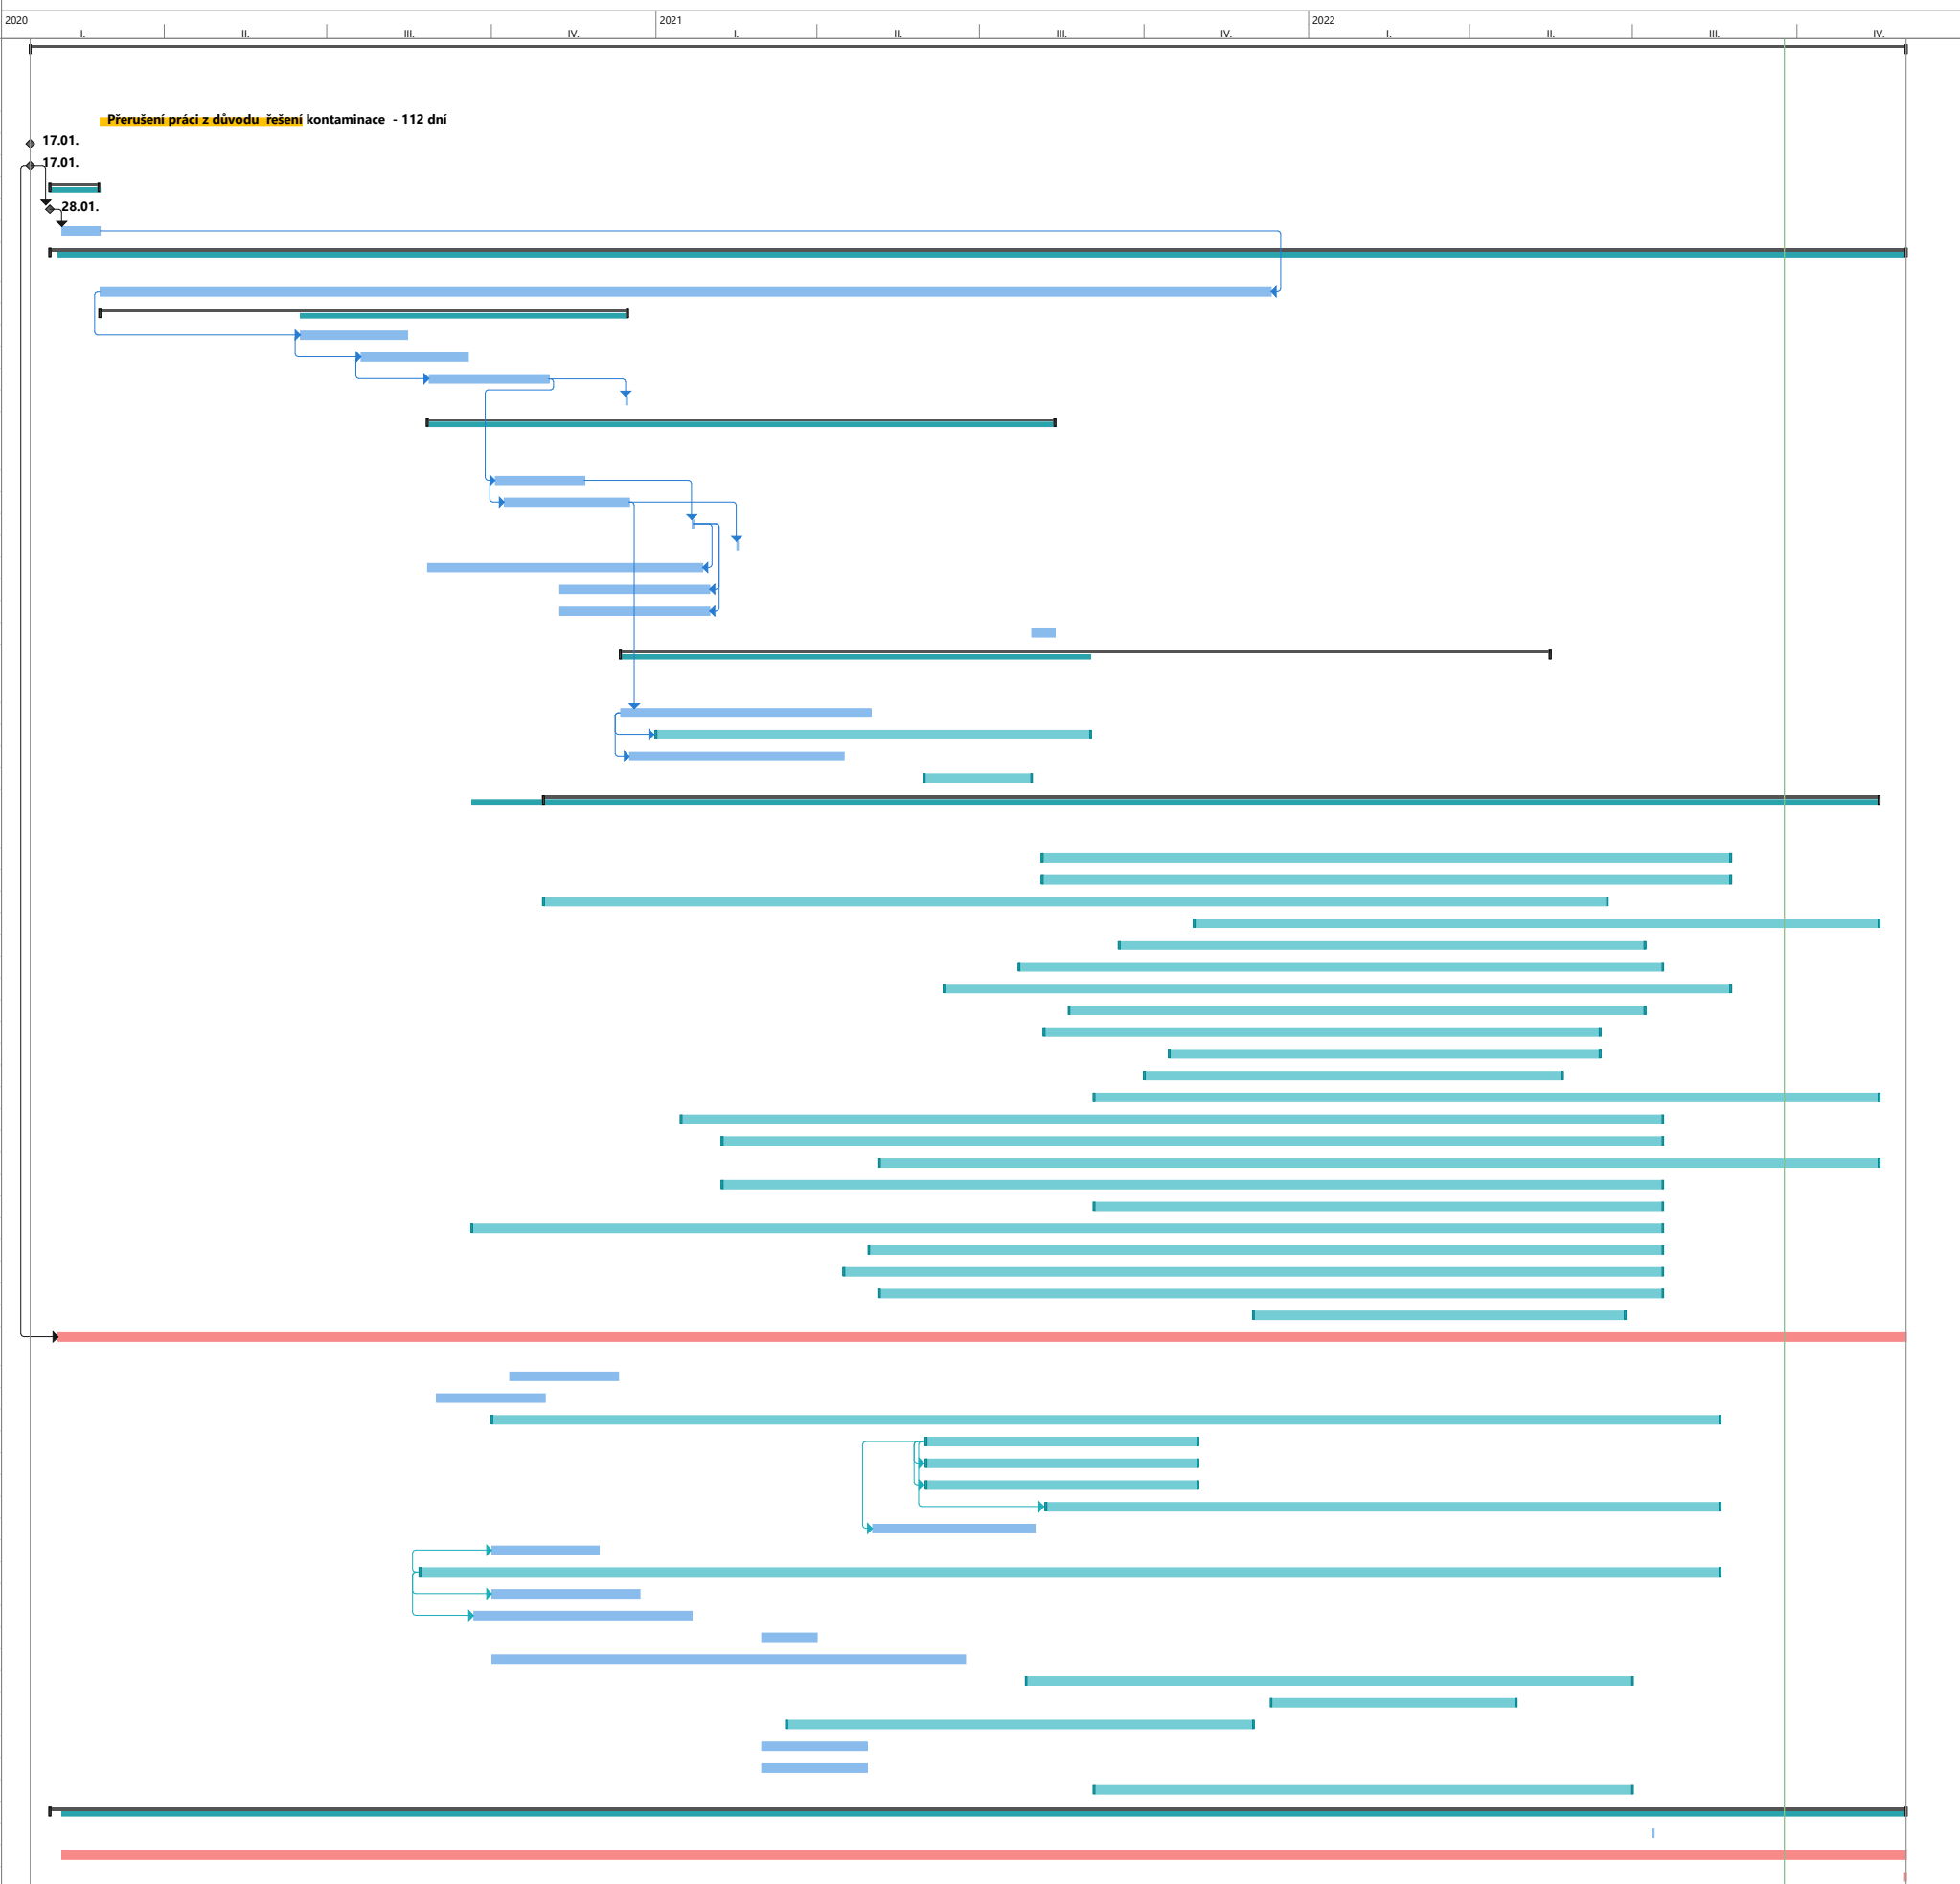 2020 2021 2022
I. II. III. IV. I. II. III. IV. I. II. III. IV.
Přerušení práci z důvodu  řešení kontaminace  - 112 dní
17.01.
17.01.
28.01.